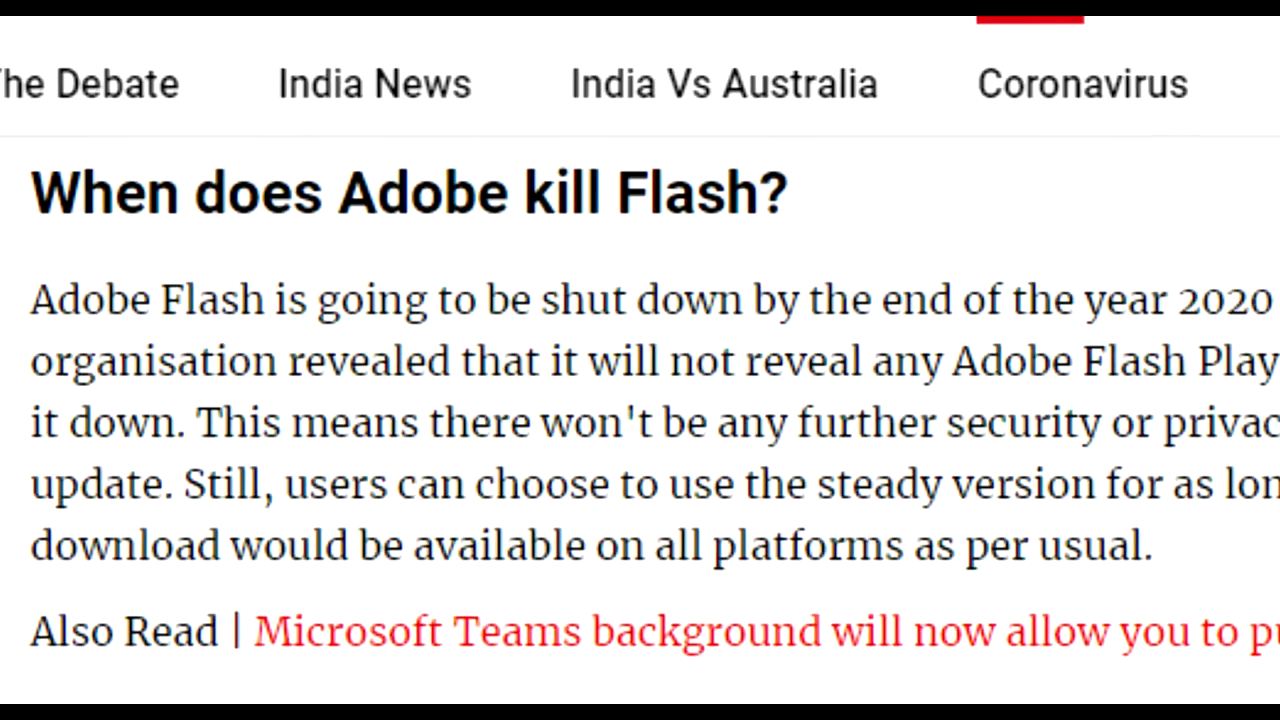 The Debate India News India Vs Australia Coronavirus
When does Adobe kill Flash?
Adobe Flash is going to be shut down by the end of the year 2020
organisation revealed that it will not reveal any Adobe Flash Play
it down. This means there won't be any further security or privac
update. Still, users can choose to use the steady version for as lon
download would be available on all platforms as per usual.
Also Read | Microsoft Teams background will now allow you to pu